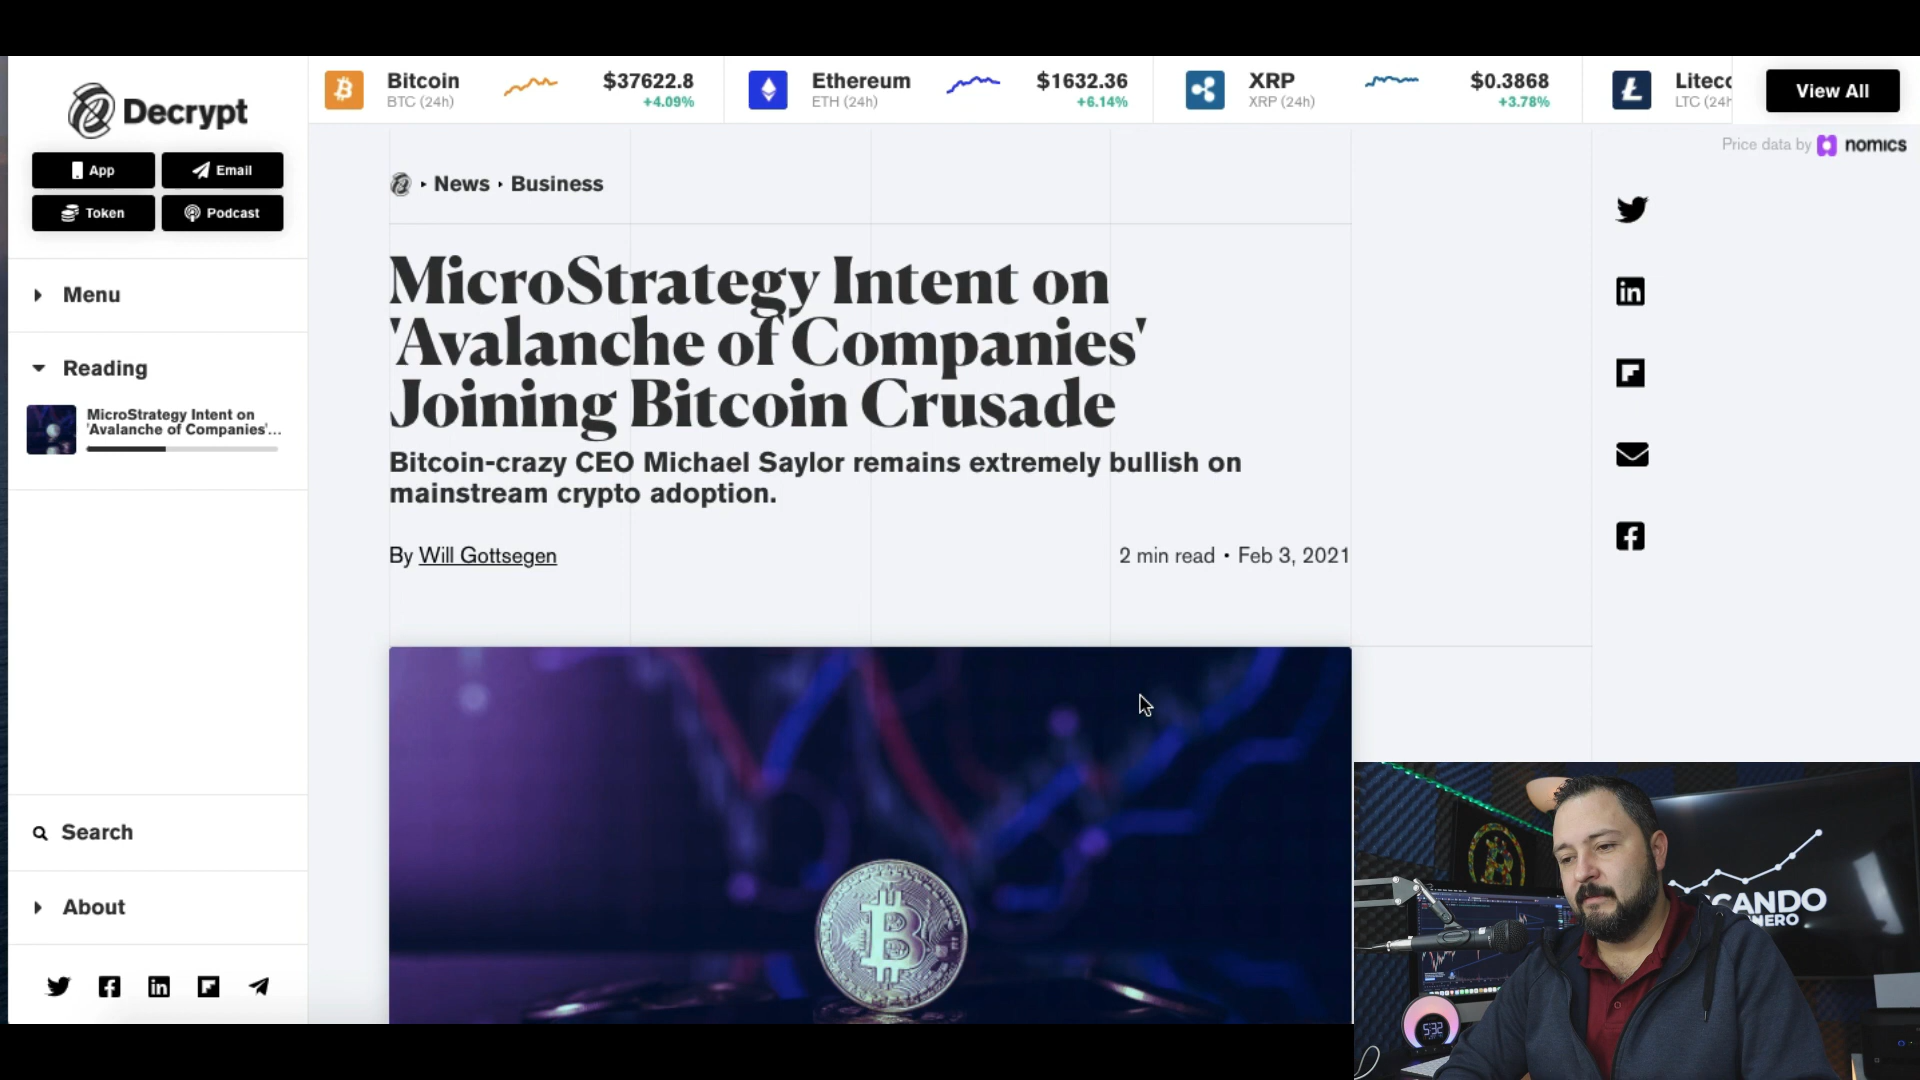 Decrypt
App
Email
Token
Podcast
Menu
Reading
MicroStrategy Intent on
'Avalanche of Companies'...
Search
About
Bitcoin
BTC (24h)
$37622.8
+4.09%
Ethereum
ETH (24h)
$1632.36
+6.14%
XRP
XRP (24h)
$0.3868
+3.78%
LTC
View All
Price data by nomics
News
Business
MicroStrategy Intent on
'Avalanche of Companies'
Joining Bitcoin Crusade
Bitcoin-crazy CEO Michael Saylor remains extremely bullish on
mainstream crypto adoption.
By Will Gottsegen
2 min read • Feb 3, 2021
5:32